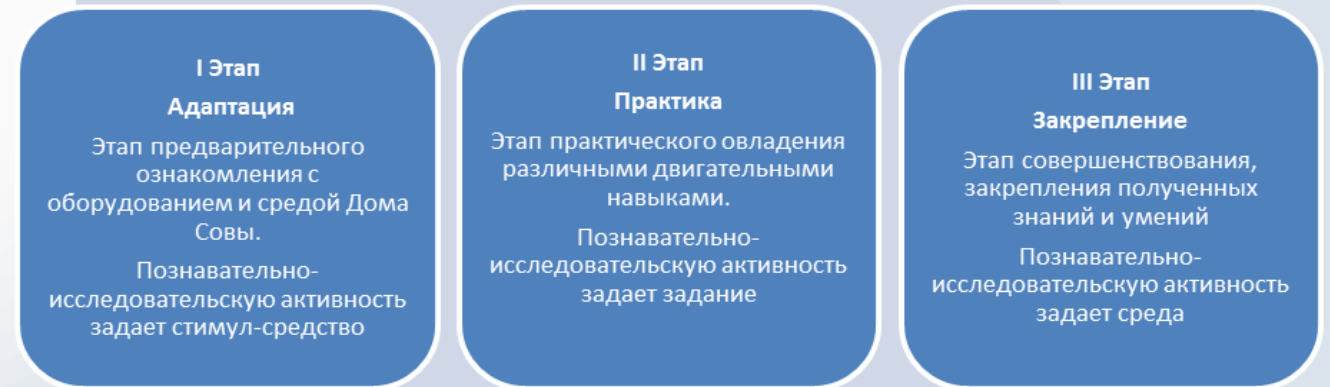 I Этап
Адаптация
Этап предварительного
ознакомления с
оборудованием и средой Дома
Совы.
Познавательно-
исследовательскую активность
задает стимул-средство
II Этап
Практика
Этап практического овладения
различными двигательными
навыками.
Познавательно-
исследовательскую активность
задает задание
III Этап
Закрепление
Этап совершенствования,
закрепления полученных
знаний и умений
Познавательно-
исследовательскую активность
задает среда